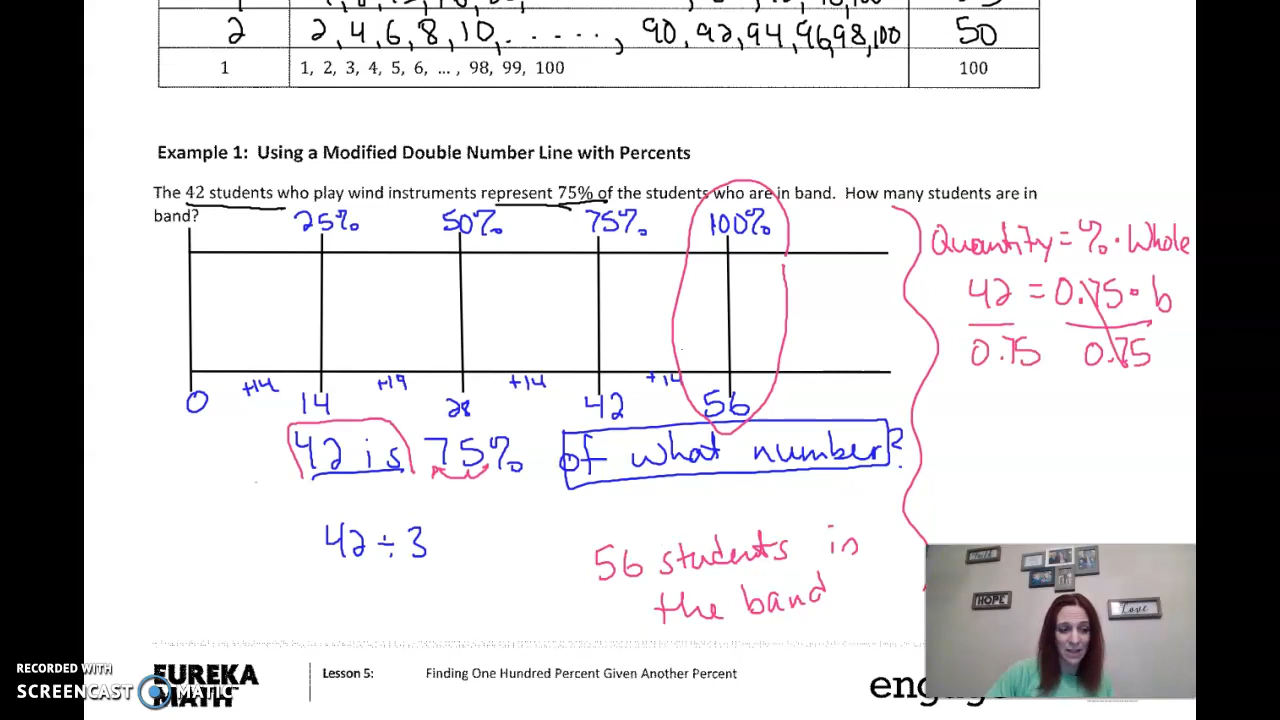 2 2, 4, 6, 8, 10, . . . . . , 90, 92, 94, 96, 98, 100 50
1 1, 2, 3, 4, 5, 6, … , 98, 99, 100 100
Example 1: Using a Modified Double Number Line with Percents
The 42 students who play wind instruments represent 75% of the students who are in band. How many students are in
band?
25% 50% 75% 100%
Quantity = % · Whole
42 = 0.75 · b
0.75 0.75
+14 +14 +14 +14
0 14 28 42 56
42 is 75% of what number?
42 ÷ 3
56 students in
the band
HOPE
Love
RECORDED WITH
SCREENCAST MATIC
EUREKA
MATH
Lesson 5: Finding One Hundred Percent Given Another Percent